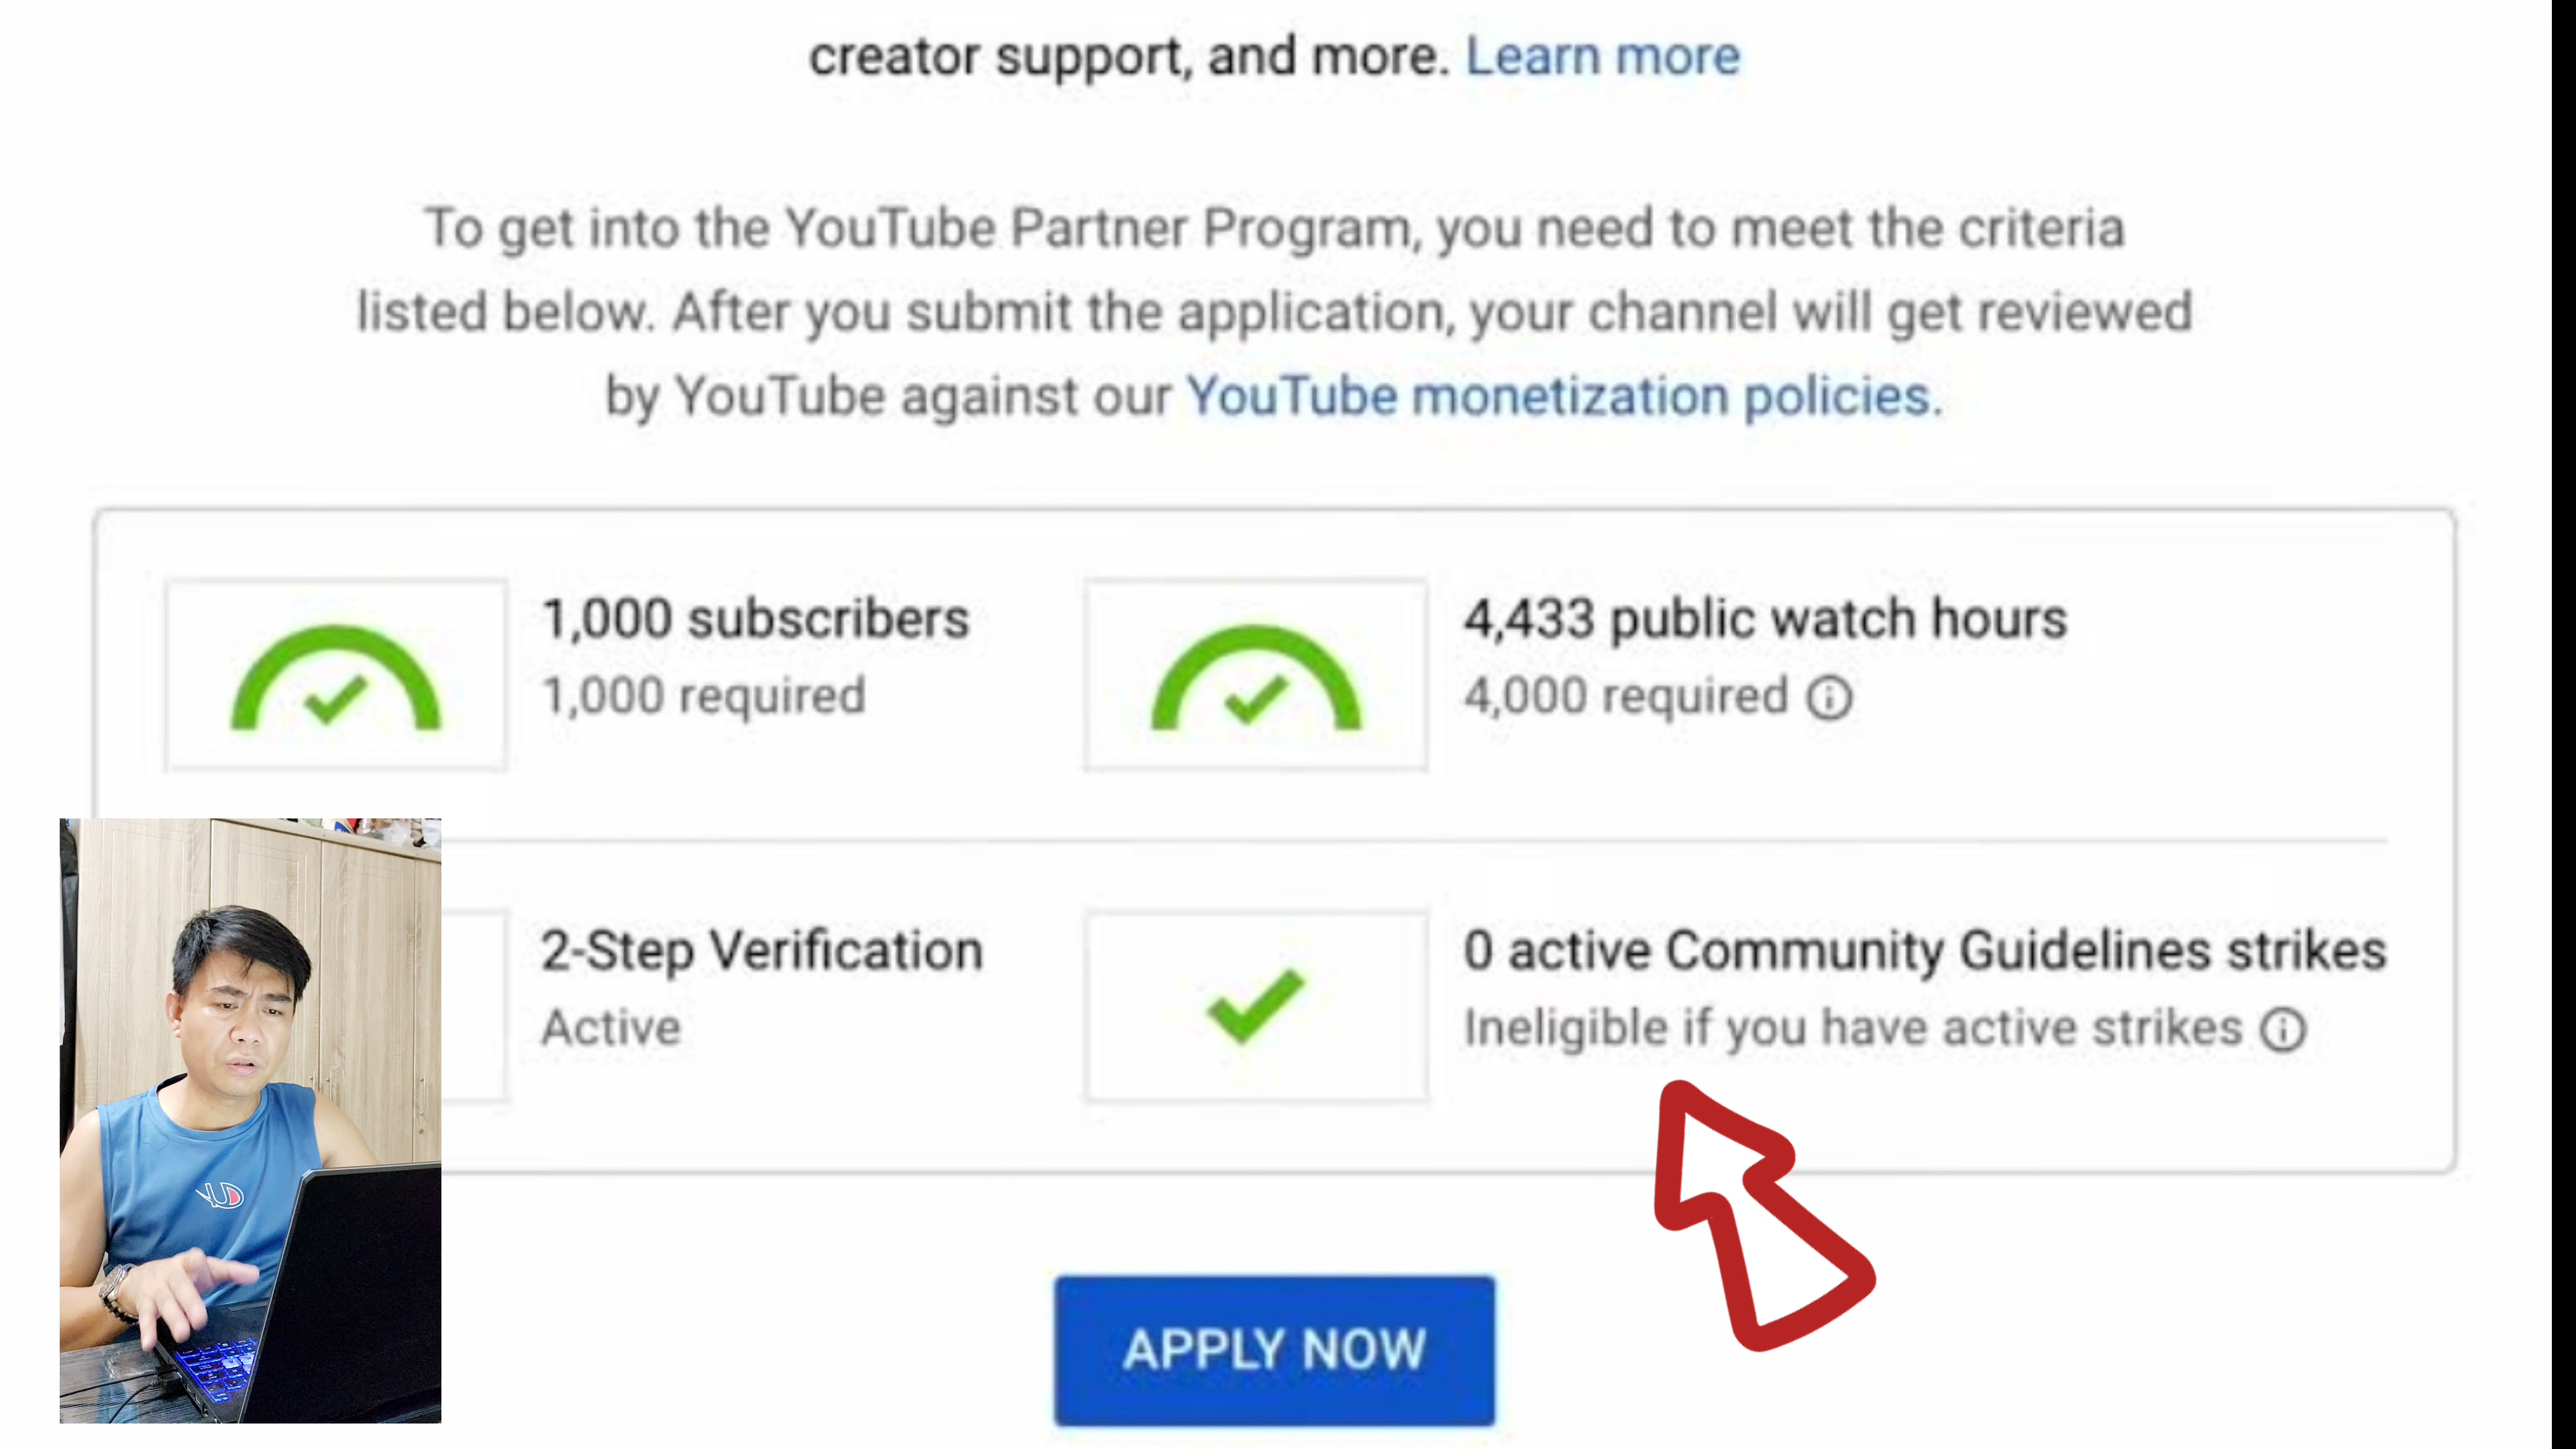 creator support, and more. Learn more
To get into the YouTube Partner Program, you need to meet the criteria
listed below. After you submit the application, your channel will get reviewed
by YouTube against our YouTube monetization policies.
1,000 subscribers
1,000 required
4,433 public watch hours
4,000 required
2-Step Verification
Active
0 active Community Guidelines strikes
Ineligible if you have active strikes
APPLY NOW